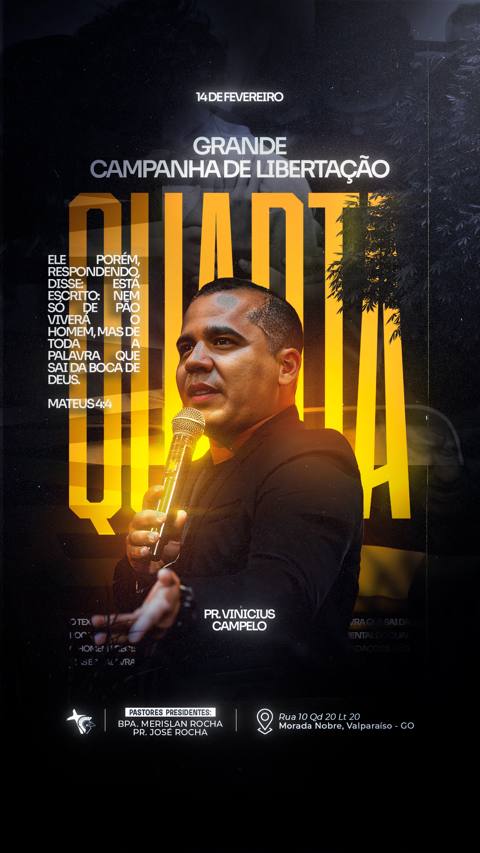 14 DE FEVEREIRO
GRANDE
CAMPANHA DE LIBERTAÇÃO
QUARTA
ELE PORÉM,
RESPONDENDO,
DISSE: ESTÁ
ESCRITO: NEM
SÓ DE PÃO
VIVERÁ O
HOMEM, MAS DE
TODA A
PALAVRA QUE
SAI DA BOCA DE
DEUS.
MATEUS 4:4
PR. VINICIUS
CAMPELO
PASTORES PRESIDENTES:
BPA. MERISLAN ROCHA
PR. JOSÉ ROCHA
Rua 10 Qd 20 Lt 20
Morada Nobre, Valparaíso - GO